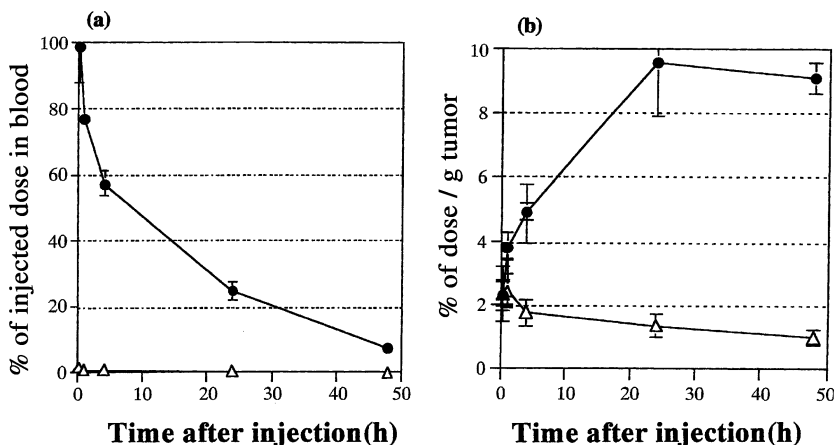 (a)
% of injected dose in blood
100
80
60
40
20
0
0 10 20 30 40 50
Time after injection(h)
(b)
% of dose / g tumor
10
8
6
4
2
0
0 10 20 30 40 50
Time after injection(h)